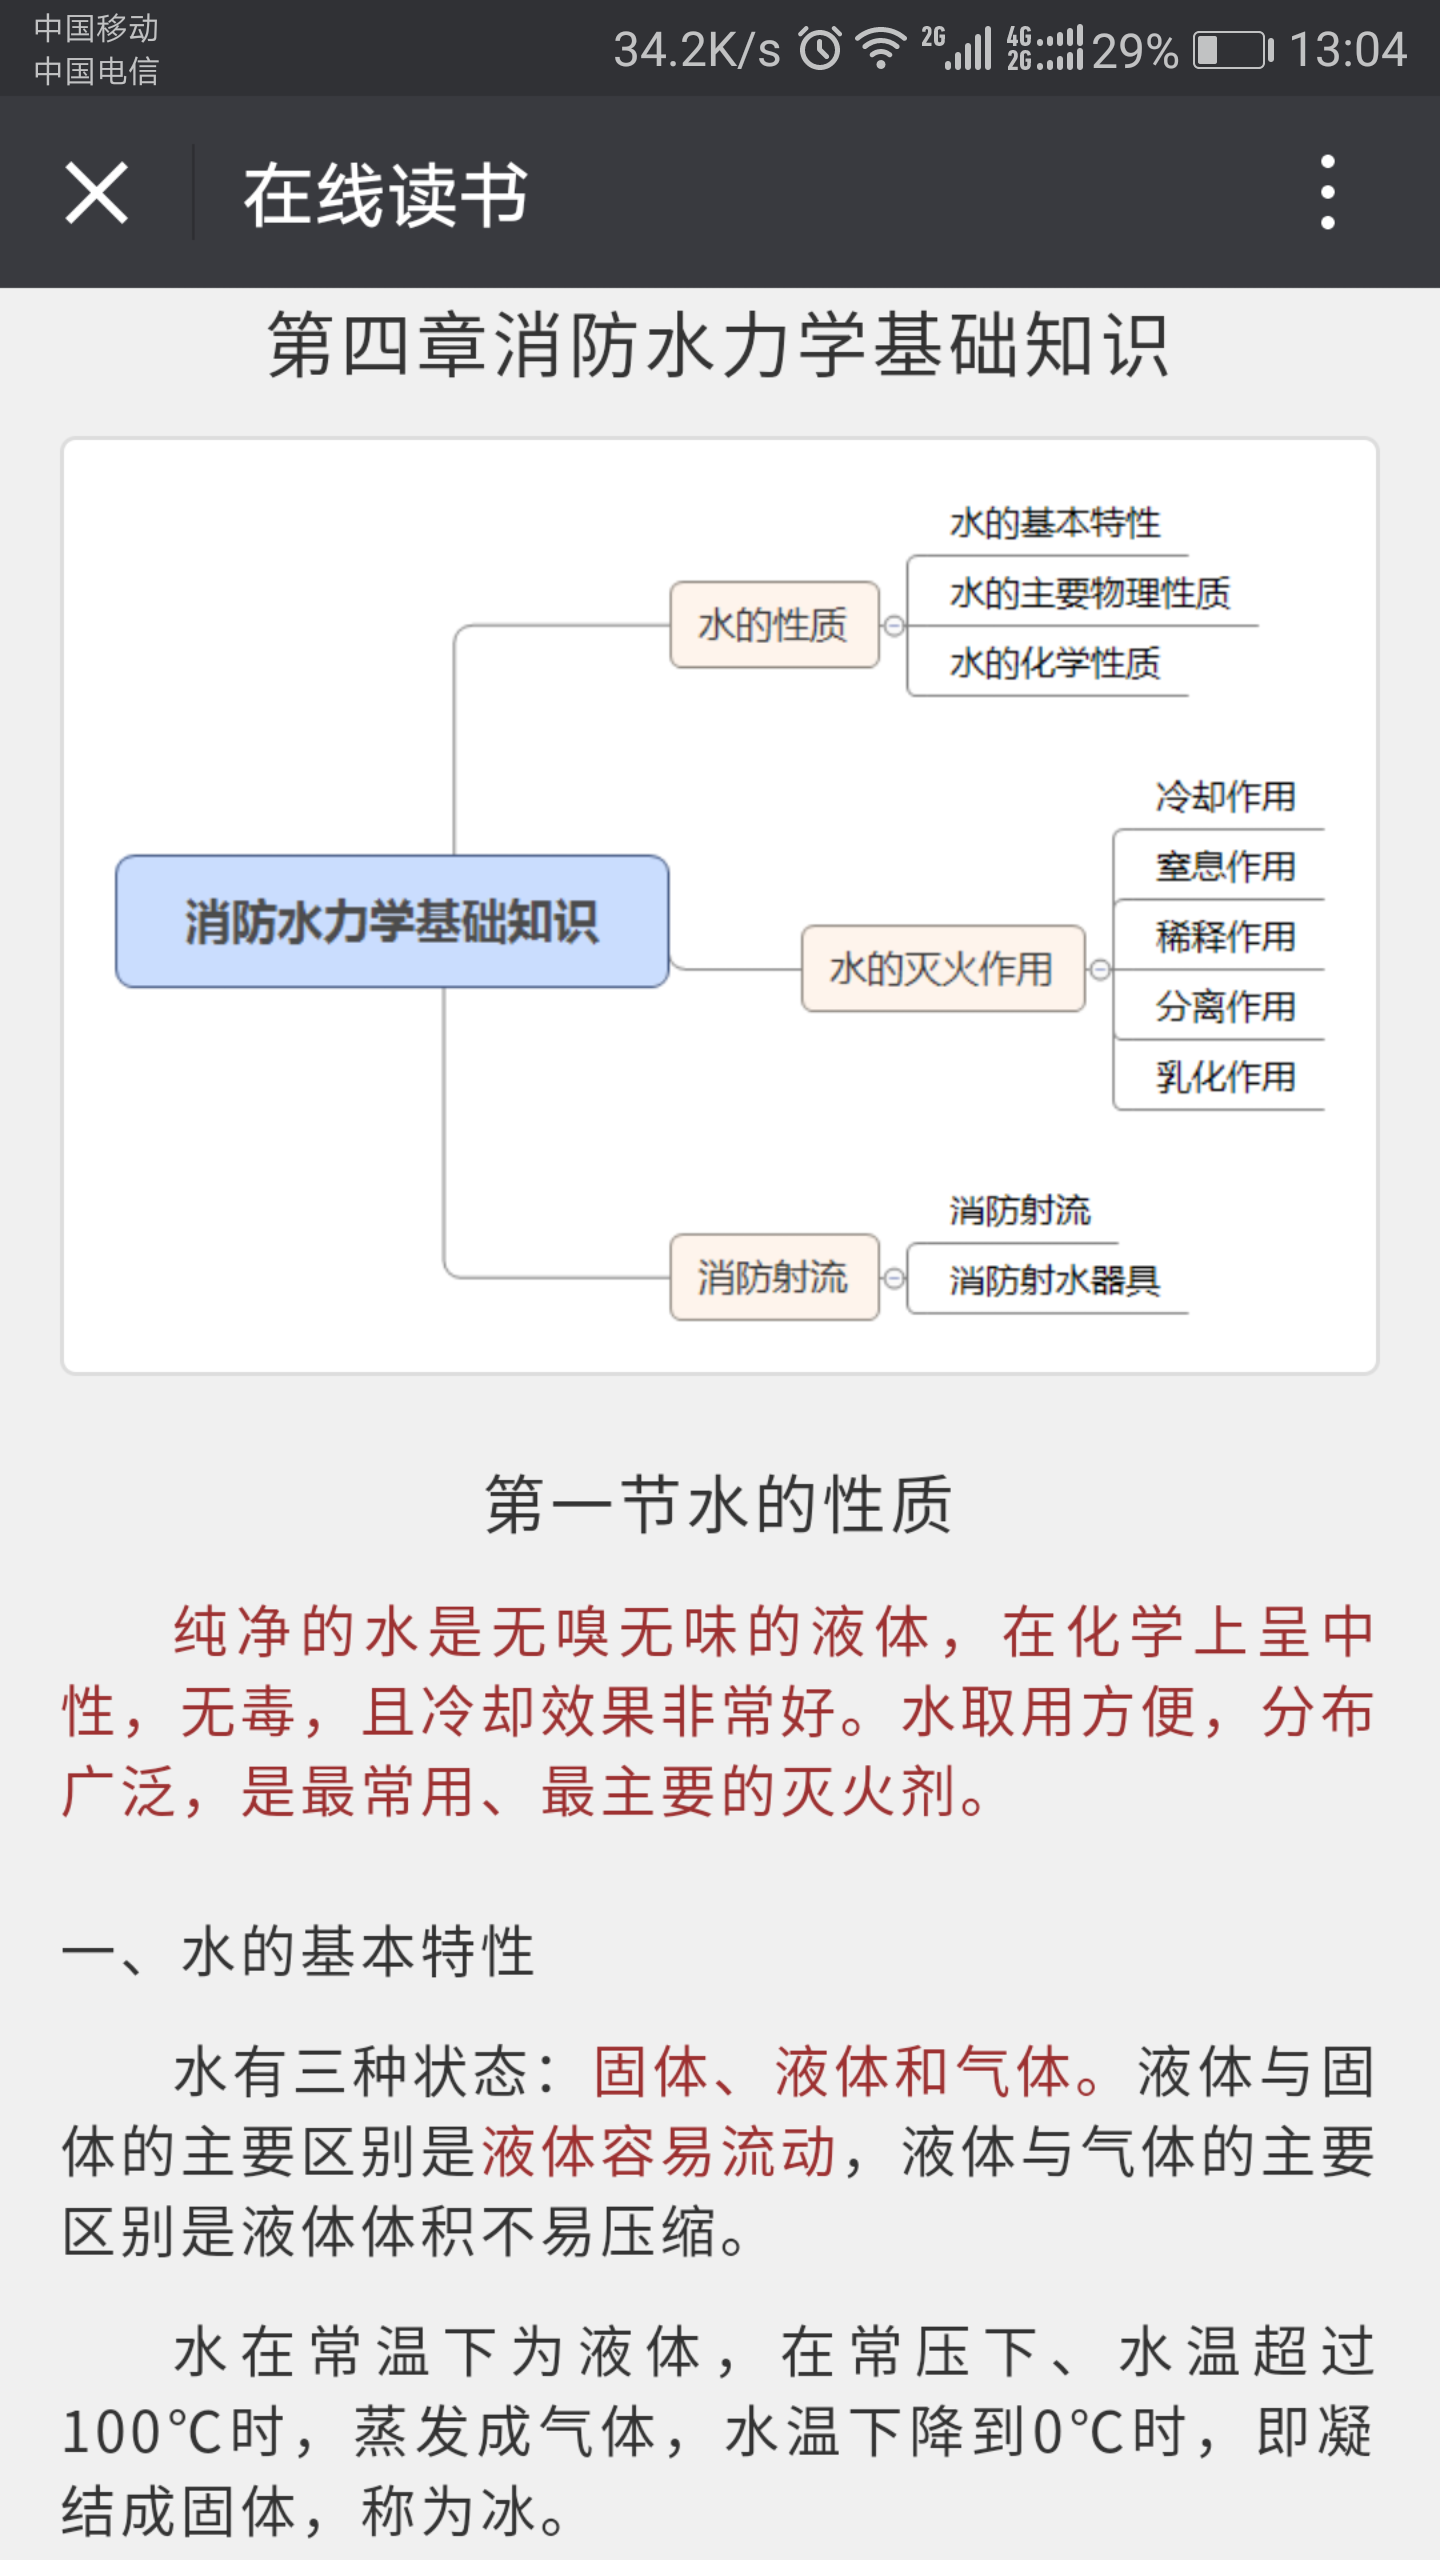 中国移动
中国电信
34.2K/s 2G 4G 2G 29% 13:04
在线读书
第四章消防水力学基础知识
水的基本特性
水的性质
水的主要物理性质
水的化学性质
冷却作用
窒息作用
消防水力学基础知识
稀释作用
水的灭火作用
分离作用
乳化作用
消防射流
消防射流
消防射水器具
第一节水的性质
纯净的水是无嗅无味的液体，在化学上呈中
性，无毒，且冷却效果非常好。水取用方便，分布
广泛，是最常用、最主要的灭火剂。
一、水的基本特性
水有三种状态：固体、液体和气体。液体与固
体的主要区别是液体容易流动，液体与气体的主要
区别是液体体积不易压缩。
水在常温下为液体，在常压下、水温超过
100℃时，蒸发成气体，水温下降到0℃时，即凝
结成固体，称为冰。